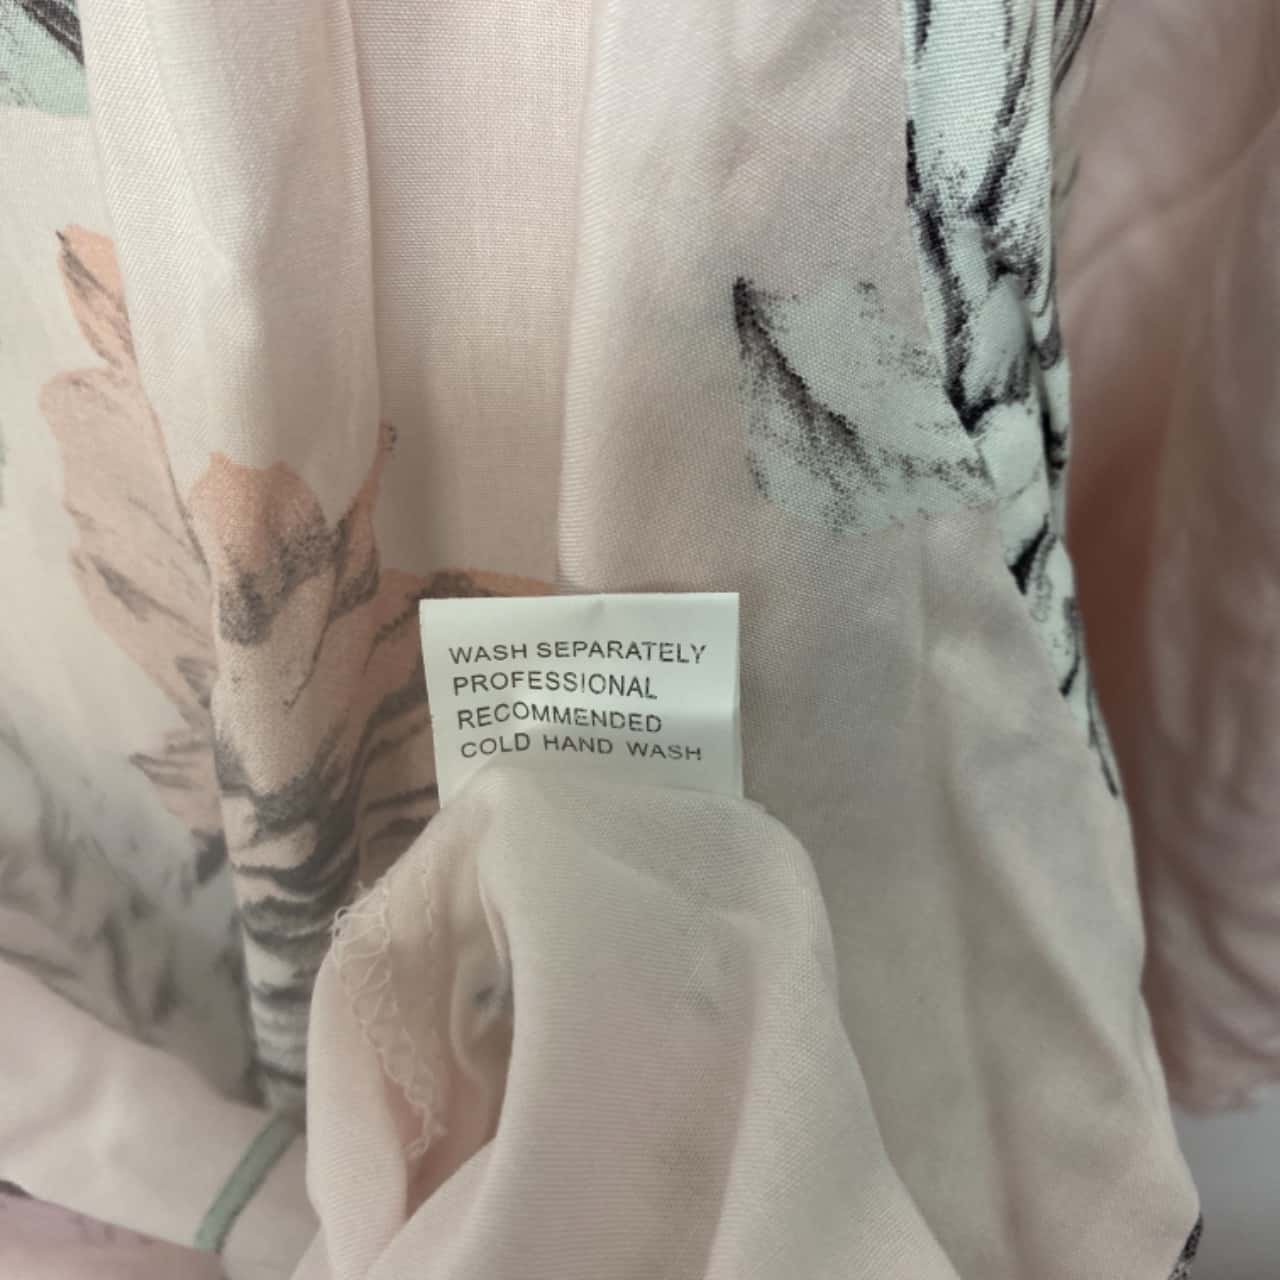 WASH SEPARATELY
PROFESSIONAL
RECOMMENDED
COLD HAND WASH